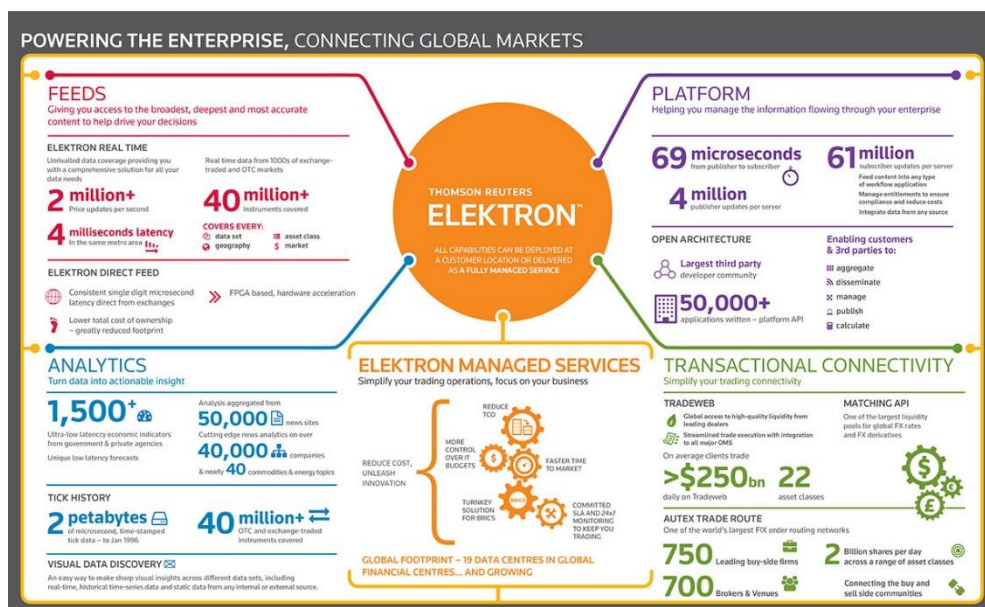 POWERING THE ENTERPRISE, CONNECTING GLOBAL MARKETS
FEEDS
Giving you access to the broadest, deepest and most accurate
content to help drive your decisions
ELEKTRON REAL TIME
Unrivalled data coverage providing you
with a comprehensive solution for all your
data needs
2 million+
Price updates per second
4 milliseconds latency
In the same metro area
Real time data from 1000s of exchange-
traded and OTC markets
40 million+
Instruments covered
COVERS EVERY:
data set
asset class
geography
market
ELEKTRON DIRECT FEED
Consistent single digit microsecond
latency direct from exchanges
FPGA based, hardware acceleration
Lower total cost of ownership
– greatly reduced footprint
THOMSON REUTERS
ELEKTRON™
ALL CAPABILITIES CAN BE DEPLOYED AT
A CUSTOMER LOCATION OR DELIVERED
AS A FULLY MANAGED SERVICE
PLATFORM
Helping you manage the information flowing through your enterprise
69 microseconds
from publisher to subscriber
4 million
publisher updates per server
61 million
subscriber updates per server
Feed content into any type
of workflow application
Manage entitlements to ensure
compliance and reduce costs
Integrate data from any source
OPEN ARCHITECTURE
Largest third party
developer community
50,000+
applications written – platform API
Enabling customers
& 3rd parties to:
aggregate
disseminate
manage
publish
calculate
ANALYTICS
Turn data into actionable insight
1,500+
Ultra-low latenccy economic indicators
from government & private agencies
Unique low latency forecasts
Analysis aggregated from
50,000 news sites
Cutting edge news analytics on over
40,000 companies
& nearly 40 commodities & energy topics
TICK HISTORY
2 petabytes
of microsecond, time-stamped
tick data – to Jan 1996
40 million+
OTC and exchange-traded
instruments covered
VISUAL DATA DISCOVERY
An easy way to make sharp visual insights across different data sets, including
real-time, historical time-series data and static data from any internal or external source.
ELEKTRON MANAGED SERVICES
Simplify your trading operations, focus on your business
REDUCE COST,
UNLEASH
INNOVATION
REDUCE
TCO
MORE
CONTROL
OVER IT
BUDGETS
$
FASTER TIME
TO MARKET
TURNKEY
SOLUTION
FOR BRICS
BRICS
COMMITTED
SLA AND 24x7
MONITORING
TO KEEP YOU
TRADING
GLOBAL FOOTPRINT – 19 DATA CENTRES IN GLOBAL
FINANCIAL CENTRES... AND GROWING
TRANSACTIONAL CONNECTIVITY
Simplify your trading connectivity
TRADEWEB
Global access to high-quality liquidity from
leading dealers
Streamlined trade execution with integration
to all major OMS
On average clients trade
>$250bn
daily on Tradeweb
22
asset classes
MATCHING API
One of the largest liquidity
pools for global FX rates
and FX derivatives
$
€
£
AUTEX TRADE ROUTE
One of the world's largest FIX order routing networks
750 Leading buy-side firms
700 Brokers & Venues
2 Billion shares per day
across a range of asset classes
Connecting the buy and
sell side communities